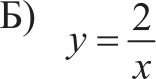 Б) y = 2/x